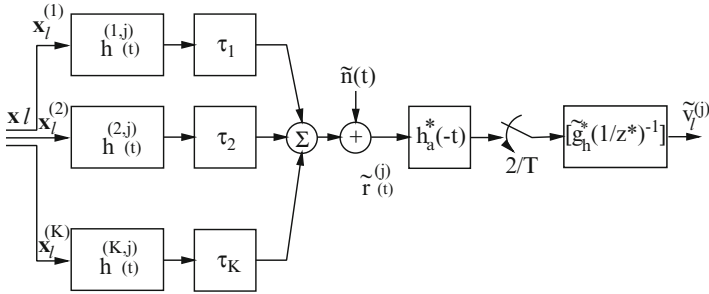 x_l^(1)
h^(1,j)(t)
τ_1
x l
x_l^(2)
h^(2,j)(t)
τ_2
Σ
ñ(t)
+
r̃^(j)(t)
h_a^*(-t)
2/T
[g̃_h^*(1/z*)^-1]
ṽ_l^(j)
x_l^(K)
h^(K,j)(t)
τ_K